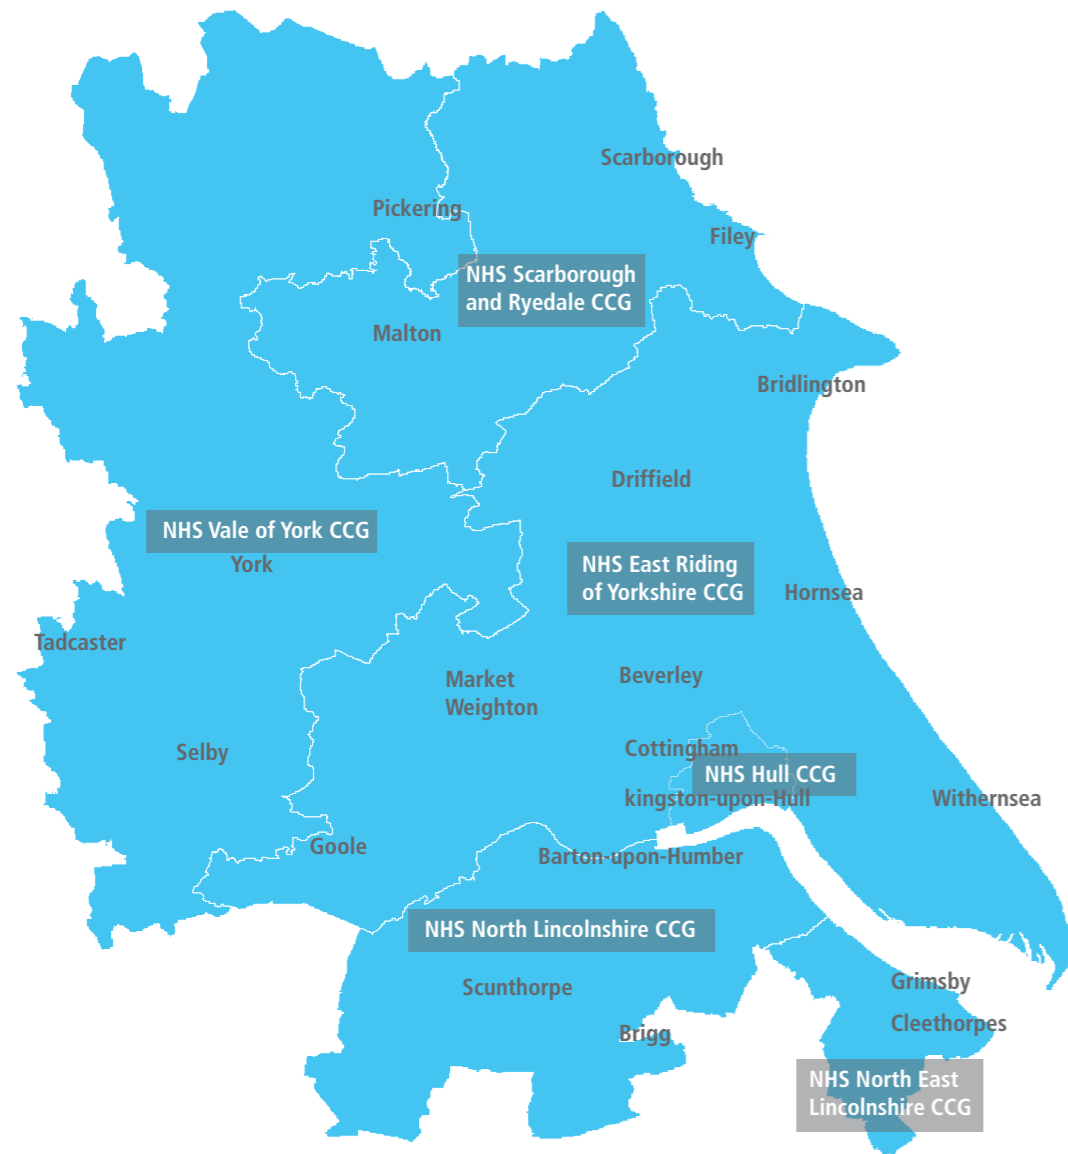 Scarborough
Pickering
Filey
NHS Scarborough
and Ryedale CCG
Malton
Bridlington
Driffield
NHS Vale of York CCG
York
NHS East Riding
of Yorkshire CCG
Hornsea
Tadcaster
Market
Weighton
Beverley
Selby
Cottingham
NHS Hull CCG
kingston-upon-Hull
Withernsea
Goole
Barton-upon-Humber
NHS North Lincolnshire CCG
Scunthorpe
Grimsby
Cleethorpes
Brigg
NHS North East
Lincolnshire CCG